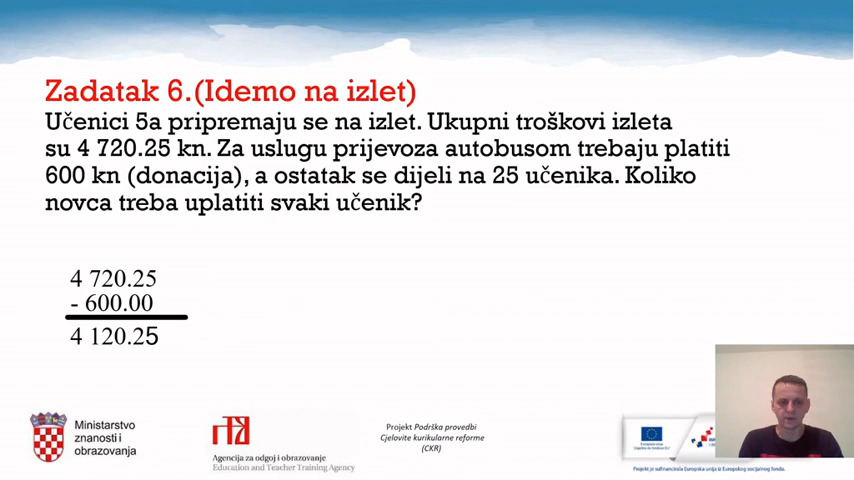 Zadatak 6.(Idemo na izlet)
Učenici 5a pripremaju se na izlet. Ukupni troškovi izleta
su 4 720.25 kn. Za uslugu prijevoza autobusom trebaju platiti
600 kn (donacija), a ostatak se dijeli na 25 učenika. Koliko
novca treba uplatiti svaki učenik?
4 720.25
- 600.00
4 120.25
Ministarstvo
znanosti i
obrazovanja
Agencija za odgoj i obrazovanje
Education and Teacher Training Agency
Projekt Podrška provedbi
Cjelovite kurikularne reforme
(CKR)
Projekt je sufinancirala Europska unija iz Europskog socijalnog fonda.